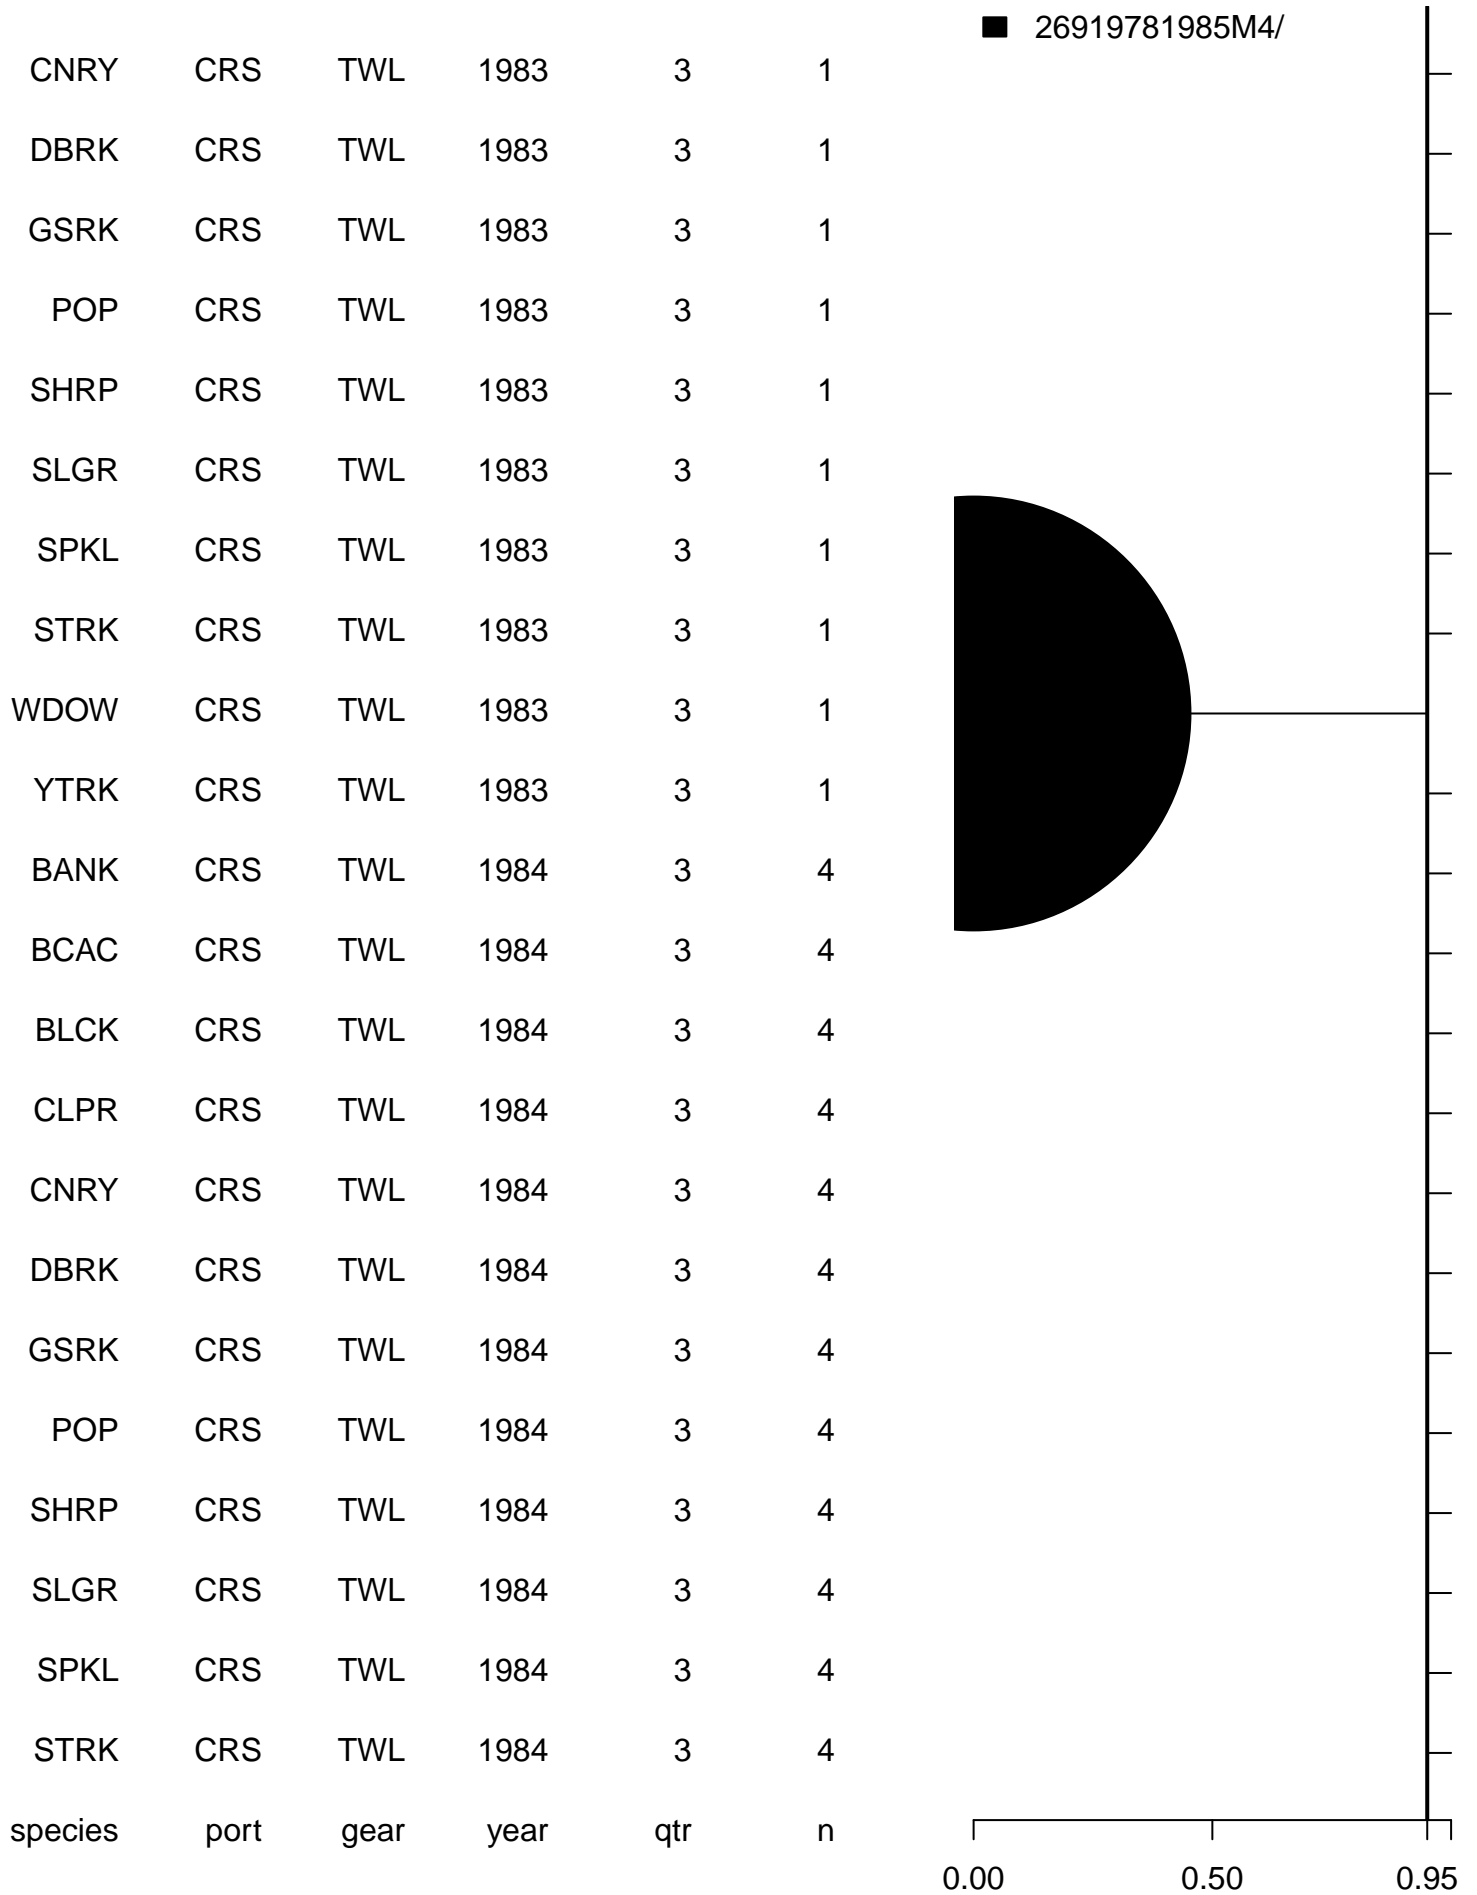 26919781985M4/
CNRY CRS TWL 1983 3 1
DBRK CRS TWL 1983 3 1
GSRK CRS TWL 1983 3 1
POP CRS TWL 1983 3 1
SHRP CRS TWL 1983 3 1
SLGR CRS TWL 1983 3 1
SPKL CRS TWL 1983 3 1
STRK CRS TWL 1983 3 1
WDOW CRS TWL 1983 3 1
YTRK CRS TWL 1983 3 1
BANK CRS TWL 1984 3 4
BCAC CRS TWL 1984 3 4
BLCK CRS TWL 1984 3 4
CLPR CRS TWL 1984 3 4
CNRY CRS TWL 1984 3 4
DBRK CRS TWL 1984 3 4
GSRK CRS TWL 1984 3 4
POP CRS TWL 1984 3 4
SHRP CRS TWL 1984 3 4
SLGR CRS TWL 1984 3 4
SPKL CRS TWL 1984 3 4
STRK CRS TWL 1984 3 4
species port gear year qtr n
0.00 0.50 0.95